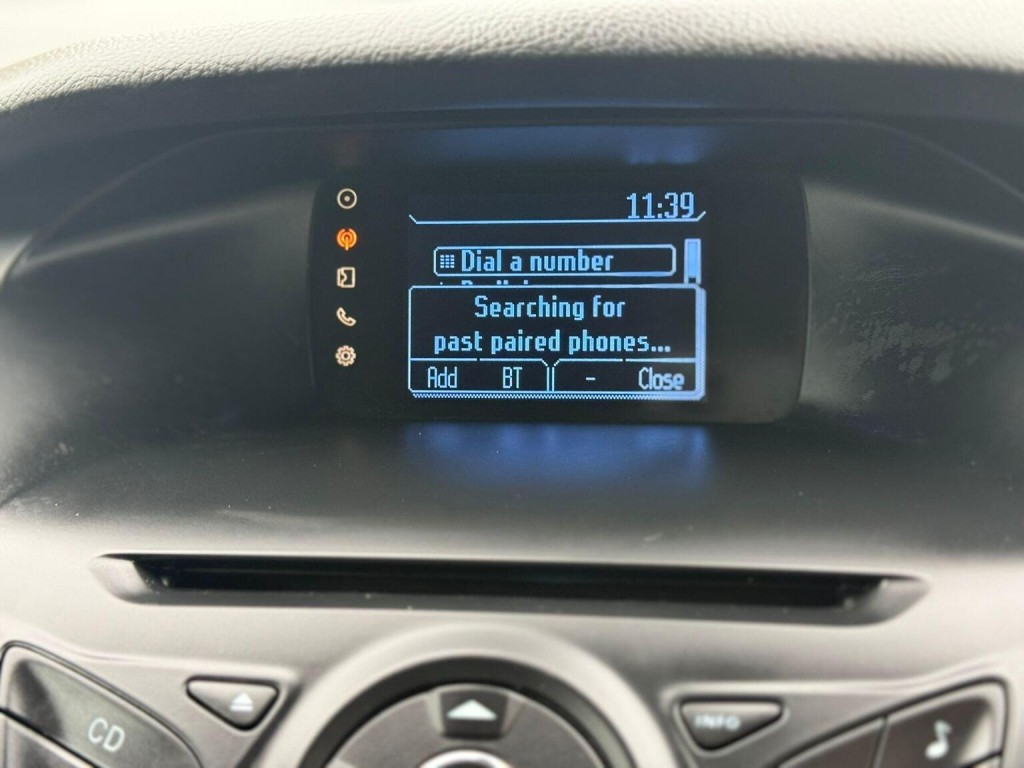 11:39
Dial a number
Searching for
past paired phones...
Add BT - Close
CD
INFO